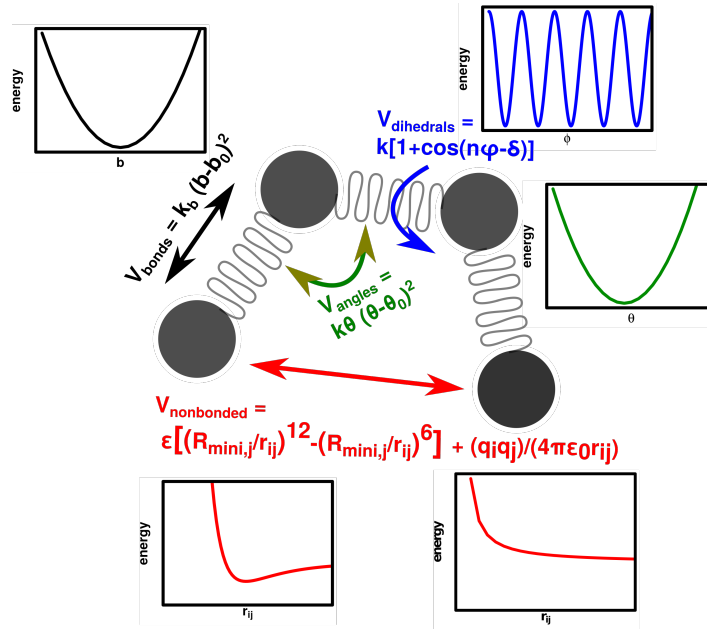 energy
b
energy
ϕ
V_dihedrals =
k[1+cos(nφ-δ)]
V_bonds = k_b (b-b_0)^2
energy
θ
V_angles =
kθ (θ-θ_0)^2
V_nonbonded =
ε[(R_mini,j/r_ij)^12-(R_mini,j/r_ij)^6] + (q_iq_j)/(4πε_0r_ij)
energy
r_ij
energy
r_ij